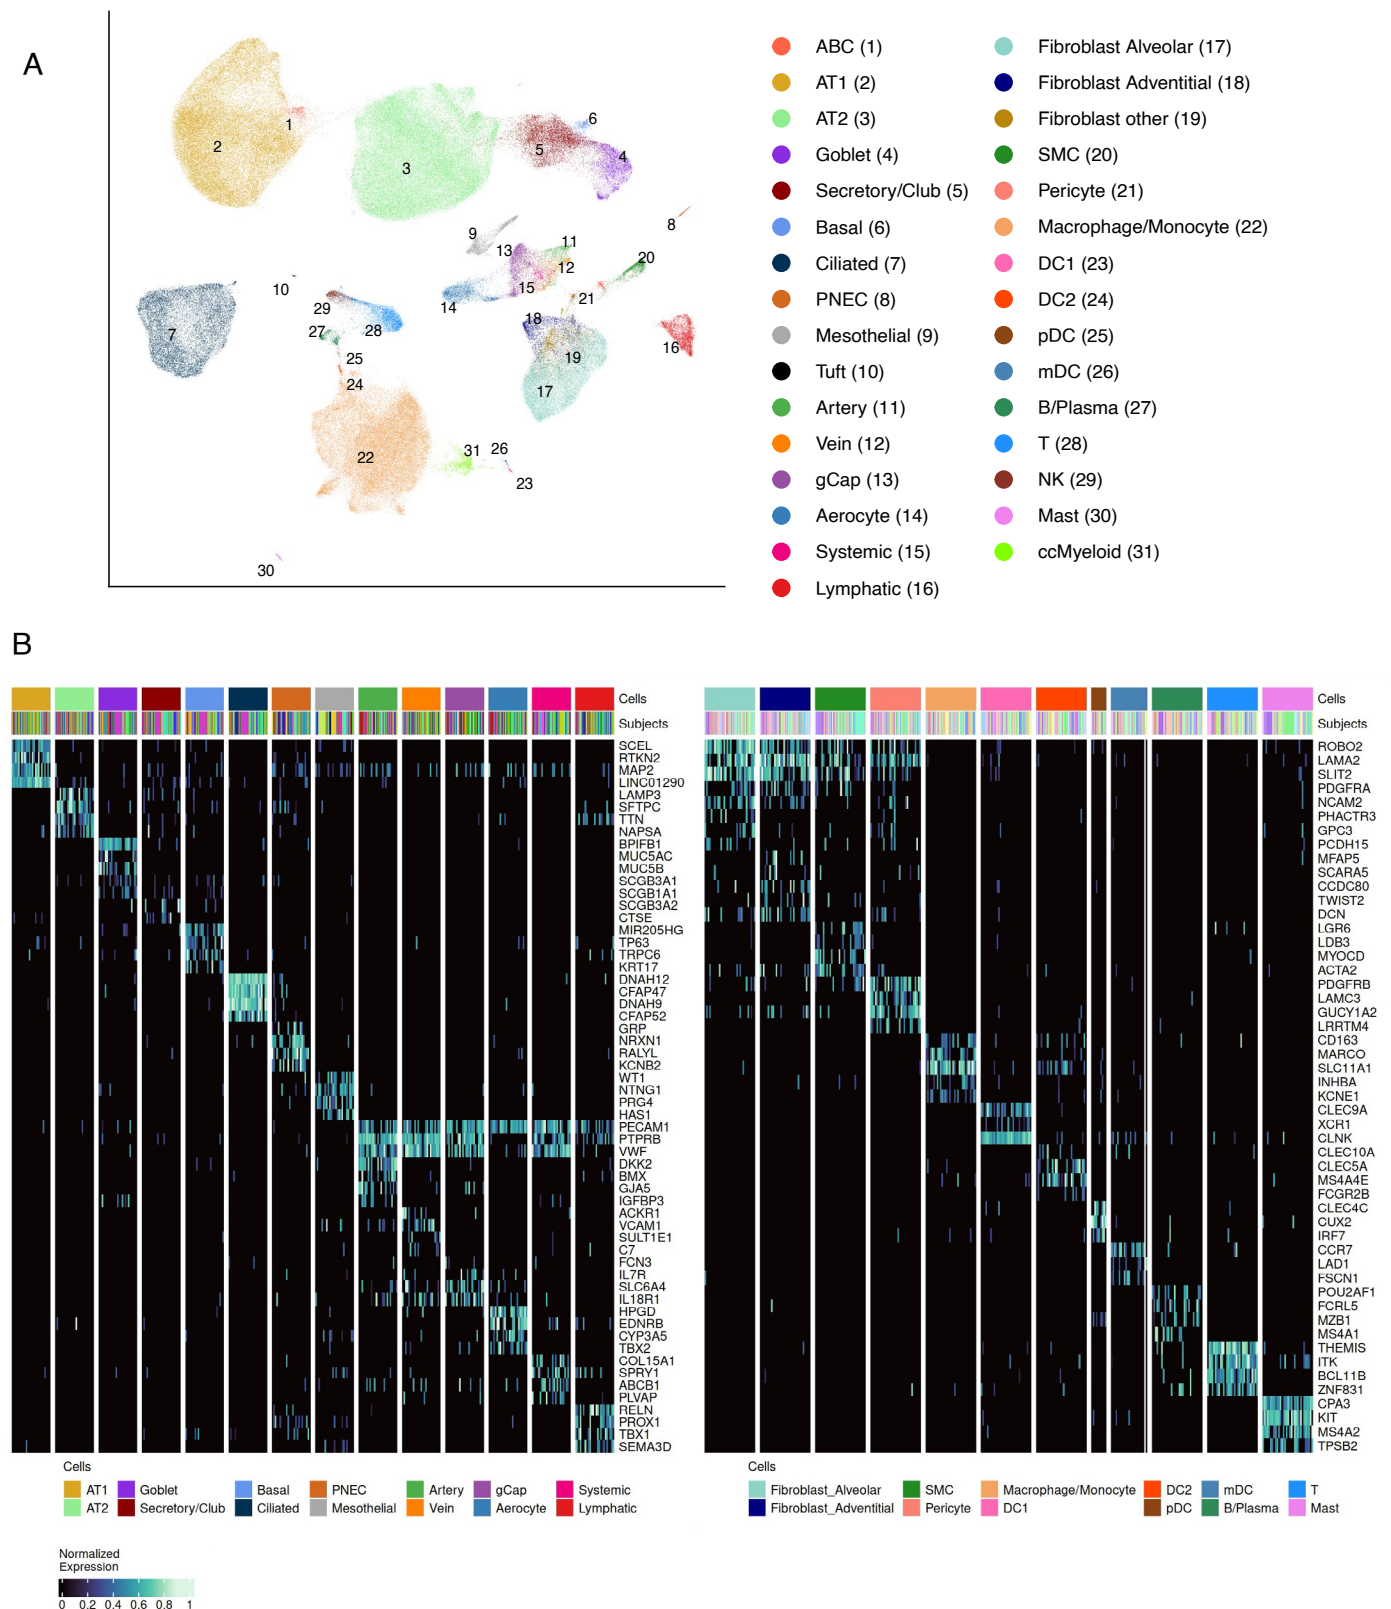 A
1
2
3
4
5
6
7
8
9
10
11
12
13
14
15
16
17
18
19
20
21
22
23
24
25
26
27
28
29
30
31
ABC (1)
AT1 (2)
AT2 (3)
Goblet (4)
Secretory/Club (5)
Basal (6)
Ciliated (7)
PNEC (8)
Mesothelial (9)
Tuft (10)
Artery (11)
Vein (12)
gCap (13)
Aerocyte (14)
Systemic (15)
Lymphatic (16)
Fibroblast Alveolar (17)
Fibroblast Adventitial (18)
Fibroblast other (19)
SMC (20)
Pericyte (21)
Macrophage/Monocyte (22)
DC1 (23)
DC2 (24)
pDC (25)
mDC (26)
B/Plasma (27)
T (28)
NK (29)
Mast (30)
ccMyeloid (31)
B
Cells
Subjects
SCEL
RTKN2
MAP2
LINC01290
LAMP3
SFTPC
TTN
NAPSA
BPIFB1
MUC5AC
MUC5B
SCGB3A1
SCGB1A1
SCGB3A2
CTSE
MIR205HG
TP63
TRPC6
KRT17
DNAH12
CFAP47
DNAH9
CFAP52
GRP
NRXN1
RALYL
KCNB2
WT1
NTNG1
PRG4
HAS1
PECAM1
PTPRB
VWF
DKK2
BMX
GJA5
IGFBP3
ACKR1
VCAM1
SULT1E1
C7
FCN3
IL7R
SLC6A4
IL18R1
HPGD
EDNRB
CYP3A5
TBX2
COL15A1
SPRY1
ABCB1
PLVAP
RELN
PROX1
TBX1
SEMA3D
Cells
AT1 Goblet Basal PNEC Artery gCap Systemic
AT2 Secretory/Club Ciliated Mesothelial Vein Aerocyte Lymphatic
Normalized
Expression
0 0.2 0.4 0.6 0.8 1
Cells
Subjects
ROBO2
LAMA2
SLIT2
PDGFRA
NCAM2
PHACTR3
GPC3
PCDH15
MFAP5
SCARA5
CCDC80
TWIST2
DCN
LGR6
LDB3
MYOCD
ACTA2
PDGFRB
LAMC3
GUCY1A2
LRRTM4
CD163
MARCO
SLC11A1
INHBA
KCNE1
CLEC9A
XCR1
CLNK
CLEC10A
CLEC5A
MS4A4E
FCGR2B
CLEC4C
CUX2
IRF7
CCR7
LAD1
FSCN1
POU2AF1
FCRL5
MZB1
MS4A1
THEMIS
ITK
BCL11B
ZNF831
CPA3
KIT
MS4A2
TPSB2
Cells
Fibroblast_Alveolar SMC Macrophage/Monocyte DC2 mDC T
Fibroblast_Adventitial Pericyte DC1 pDC B/Plasma Mast